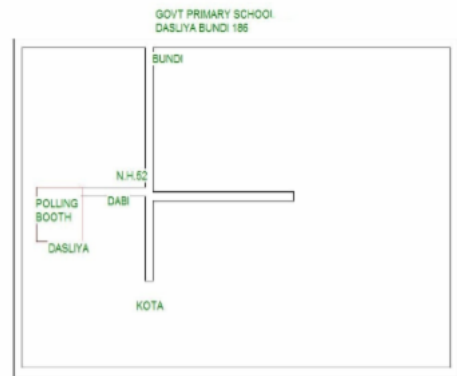 GOVT PRIMARY SCHOOL
DASLIYA BUNDI 186
BUNDI
N.H.52
DABI
POLLING
BOOTH
DASLIYA
KOTA